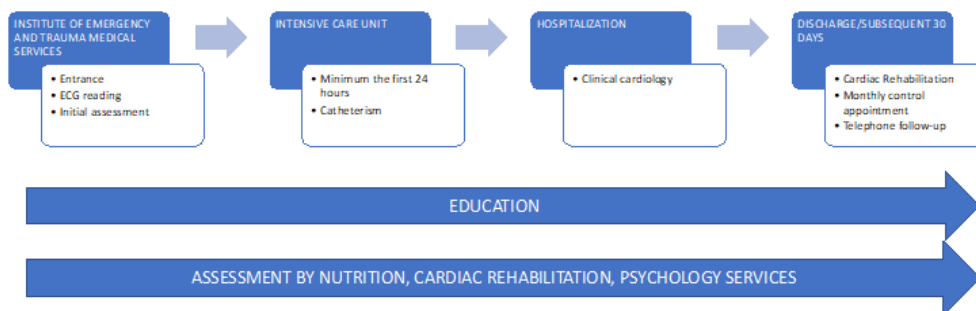 INSTITUTE OF EMERGENCY
AND TRAUMA MEDICAL
SERVICES
• Entrance
• ECG reading
• Initial assessment
INTENSIVE CARE UNIT
• Minimum the first 24
hours
• Catheterism
HOSPITALIZATION
• Clinical cardiology
DISCHARGE/SUBSEQUENT 30
DAYS
• Cardiac Rehabilitation
• Monthly control
appointment
• Telephone follow-up
EDUCATION
ASSESSMENT BY NUTRITION, CARDIAC REHABILITATION, PSYCHOLOGY SERVICES